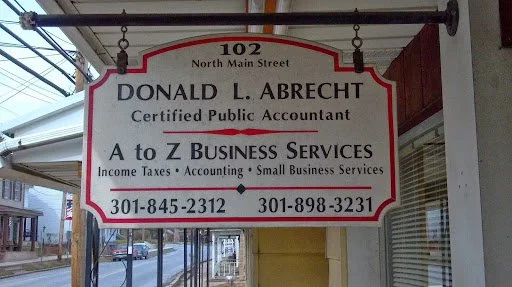 102
North Main Street
DONALD L. ABRECHT
Certified Public Accountant
A to Z BUSINESS SERVICES
Income Taxes • Accounting • Small Business Services
301-845-2312 301-898-3231